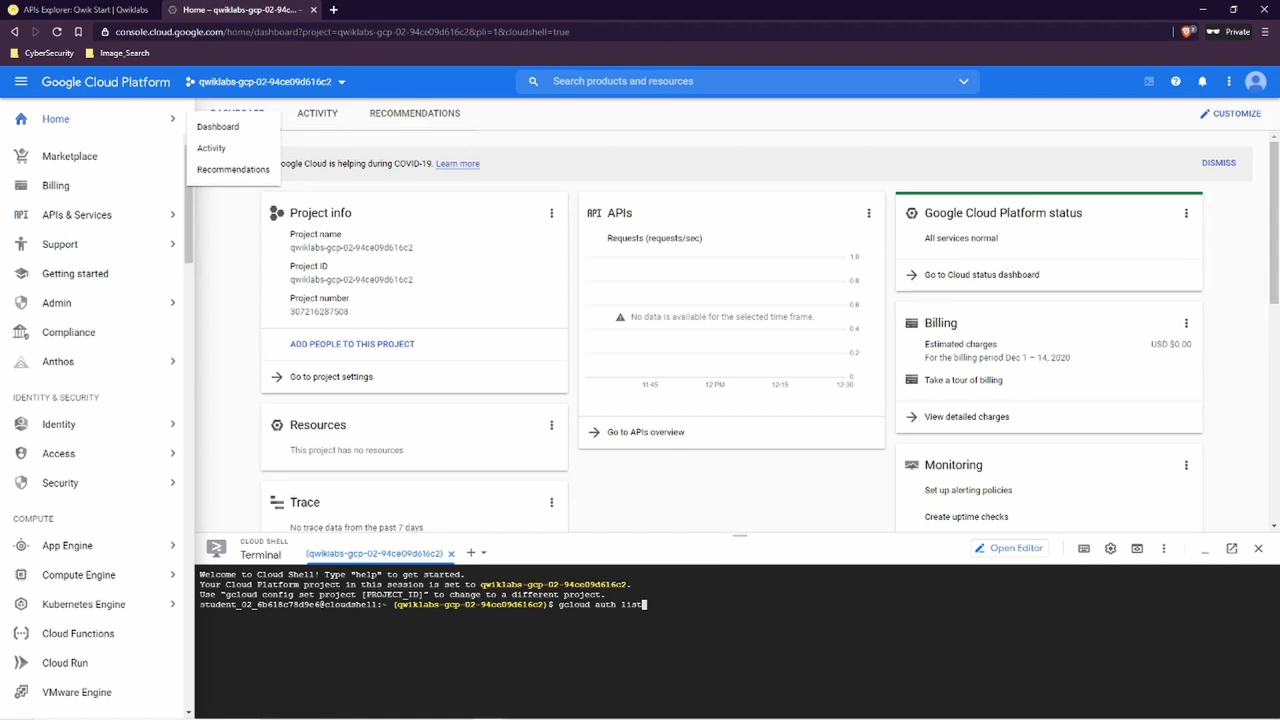 APIs Explorer: Qwik Start | Qwiklabs
Home – qwiklabs-gcp-02-94c...
console.cloud.google.com/home/dashboard?project=qwiklabs-gcp-02-94ce09d616c2&pli=1&cloudshell=true
Private
CyberSecurity
Image_Search
Google Cloud Platform
qwiklabs-gcp-02-94ce09d616c2
Search products and resources
Home
Marketplace
Billing
APIs & Services
Support
Getting started
Admin
Compliance
Anthos
IDENTITY & SECURITY
Identity
Access
Security
COMPUTE
App Engine
Compute Engine
Kubernetes Engine
Cloud Functions
Cloud Run
VMware Engine
Dashboard
Activity
Recommendations
DASHBOARD
ACTIVITY
RECOMMENDATIONS
CUSTOMIZE
oogle Cloud is helping during COVID-19. Learn more
DISMISS
Project info
Project name
qwiklabs-gcp-02-94ce09d616c2
Project ID
qwiklabs-gcp-02-94ce09d616c2
Project number
307216287508
ADD PEOPLE TO THIS PROJECT
Go to project settings
Resources
This project has no resources
Trace
No trace data from the past 7 days
API APIs
Requests (requests/sec)
1.0
0.8
0.6
0.4
0.2
0
No data is available for the selected time frame.
11:45
12 PM
12:15
12:30
Go to APIs overview
Google Cloud Platform status
All services normal
Go to Cloud status dashboard
Billing
Estimated charges
USD $0.00
For the billing period Dec 1 – 14, 2020
Take a tour of billing
View detailed charges
Monitoring
Set up alerting policies
Create uptime checks
CLOUD SHELL
Terminal
(qwiklabs-gcp-02-94ce09d616c2)
Open Editor
Welcome to Cloud Shell! Type "help" to get started.
Your Cloud Platform project in this session is set to qwiklabs-gcp-02-94ce09d616c2.
Use "gcloud config set project [PROJECT_ID]" to change to a different project.
student_02_6b618c78d9e6@cloudshell:~ (qwiklabs-gcp-02-94ce09d616c2)$ gcloud auth list